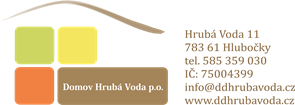 Domov Hrubá Voda p.o.
Hrubá Voda 11
783 61 Hlubočky
tel. 585 359 030
IČ: 75004399
info@ddhrubavoda.cz
www.ddhrubavoda.cz